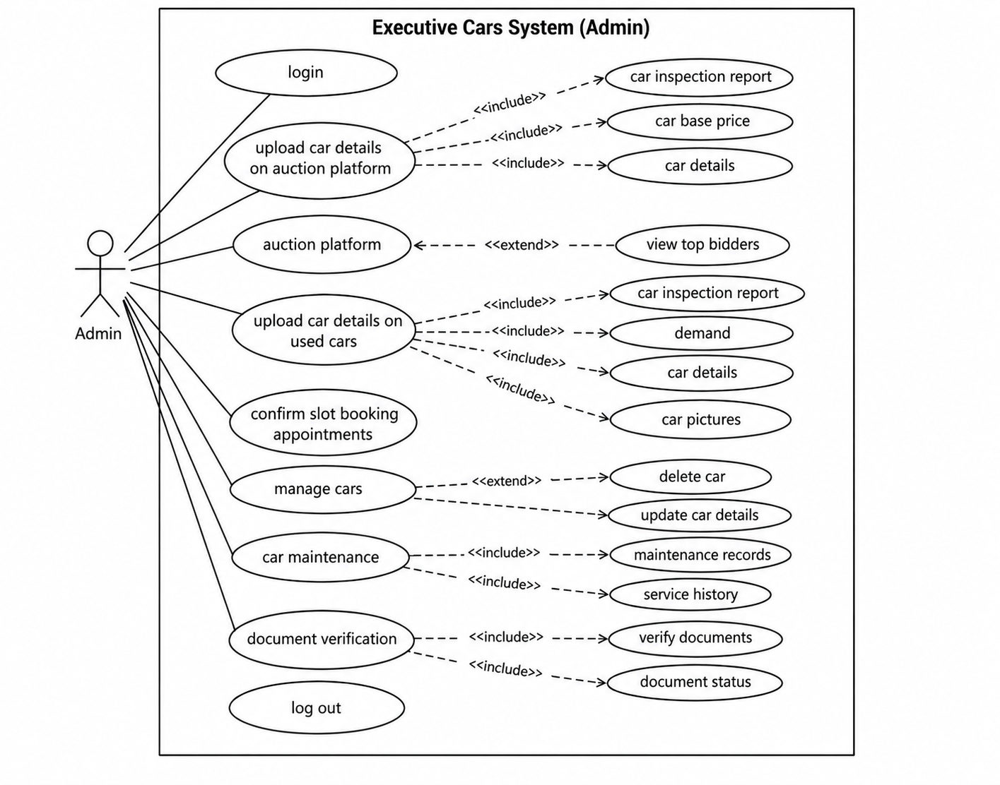 Executive Cars System (Admin)
login
upload car details
on auction platform
<<include>>
car inspection report
<<include>>
car base price
<<include>>
car details
auction platform
<<extend>>
view top bidders
Admin
upload car details on
used cars
<<include>>
car inspection report
<<include>>
demand
<<include>>
car details
<<include>>
car pictures
confirm slot booking
appointments
manage cars
<<extend>>
delete car
update car details
car maintenance
<<include>>
maintenance records
<<include>>
service history
document verification
<<include>>
verify documents
<<include>>
document status
log out